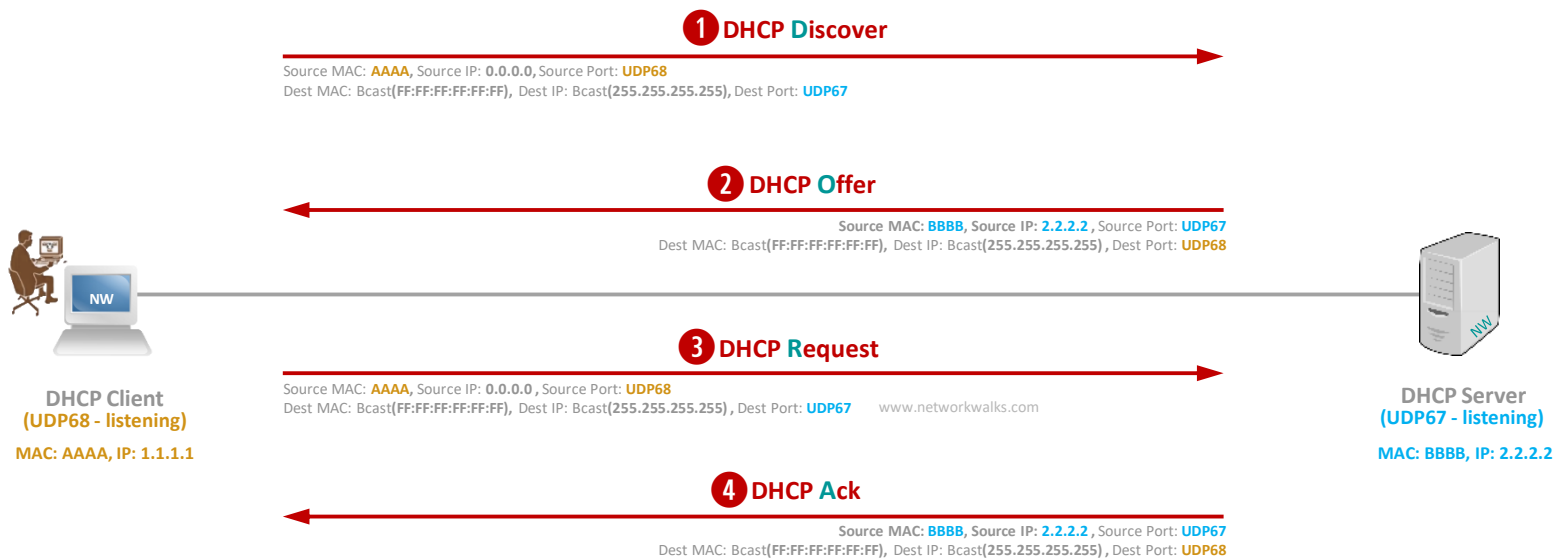 1 DHCP Discover
Source MAC: AAAA, Source IP: 0.0.0.0, Source Port: UDP68
Dest MAC: Bcast(FF:FF:FF:FF:FF:FF), Dest IP: Bcast(255.255.255.255), Dest Port: UDP67
2 DHCP Offer
Source MAC: BBBB, Source IP: 2.2.2.2 , Source Port: UDP67
Dest MAC: Bcast(FF:FF:FF:FF:FF:FF), Dest IP: Bcast(255.255.255.255) , Dest Port: UDP68
NW
NW
3 DHCP Request
Source MAC: AAAA, Source IP: 0.0.0.0 , Source Port: UDP68
Dest MAC: Bcast(FF:FF:FF:FF:FF:FF), Dest IP: Bcast(255.255.255.255) , Dest Port: UDP67
www.networkwalks.com
DHCP Client
(UDP68 - listening)
MAC: AAAA, IP: 1.1.1.1
DHCP Server
(UDP67 - listening)
MAC: BBBB, IP: 2.2.2.2
4 DHCP Ack
Source MAC: BBBB, Source IP: 2.2.2.2 , Source Port: UDP67
Dest MAC: Bcast(FF:FF:FF:FF:FF:FF), Dest IP: Bcast(255.255.255.255) , Dest Port: UDP68